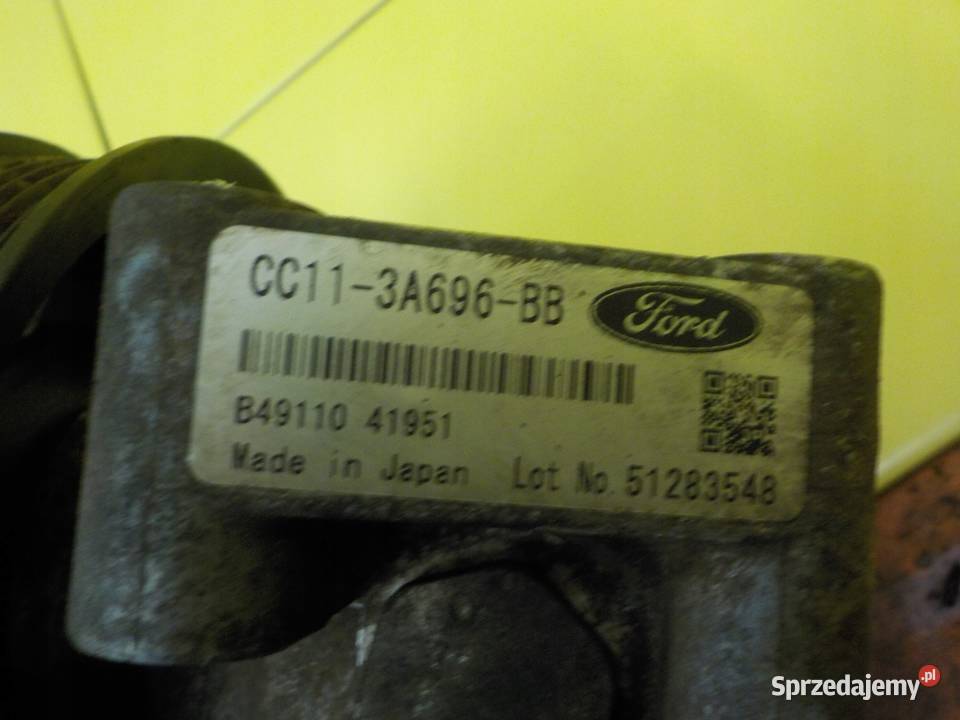 CC11-3A696-BB
Ford
B49110 41951
Made in Japan Lot No. 51283548
Sprzedajemy.pl